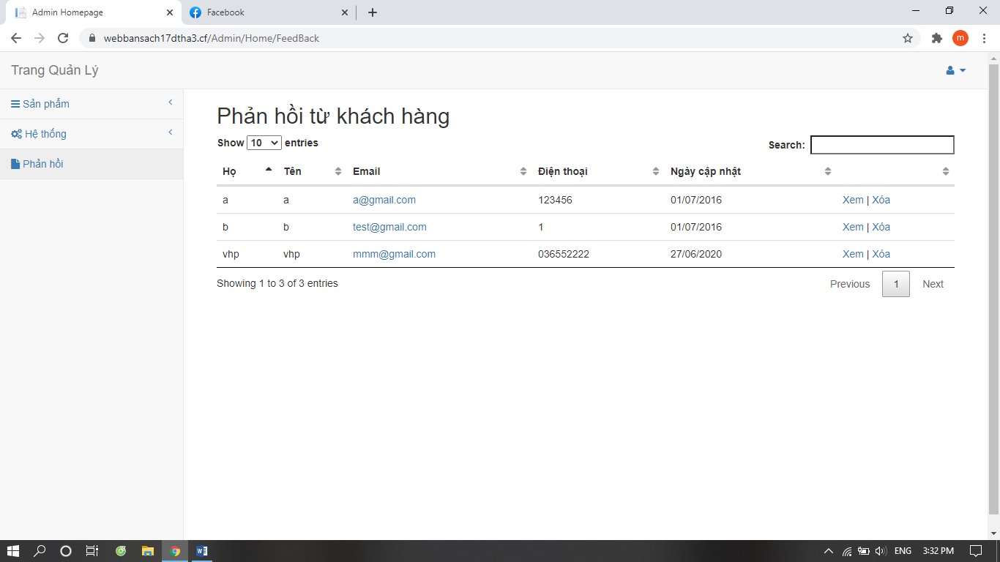 Admin Homepage
Facebook
webbansach17dtha3.cf/Admin/Home/FeedBack
m
Trang Quản Lý
Sản phẩm
Hệ thống
Phản hồi
Phản hồi từ khách hàng
Show 10 entries
Search:
Họ Tên Email Điện thoại Ngày cập nhật
a a a@gmail.com 123456 01/07/2016 Xem | Xóa
b b test@gmail.com 1 01/07/2016 Xem | Xóa
vhp vhp mmm@gmail.com 036552222 27/06/2020 Xem | Xóa
Showing 1 to 3 of 3 entries
Previous 1 Next
ENG 3:32 PM